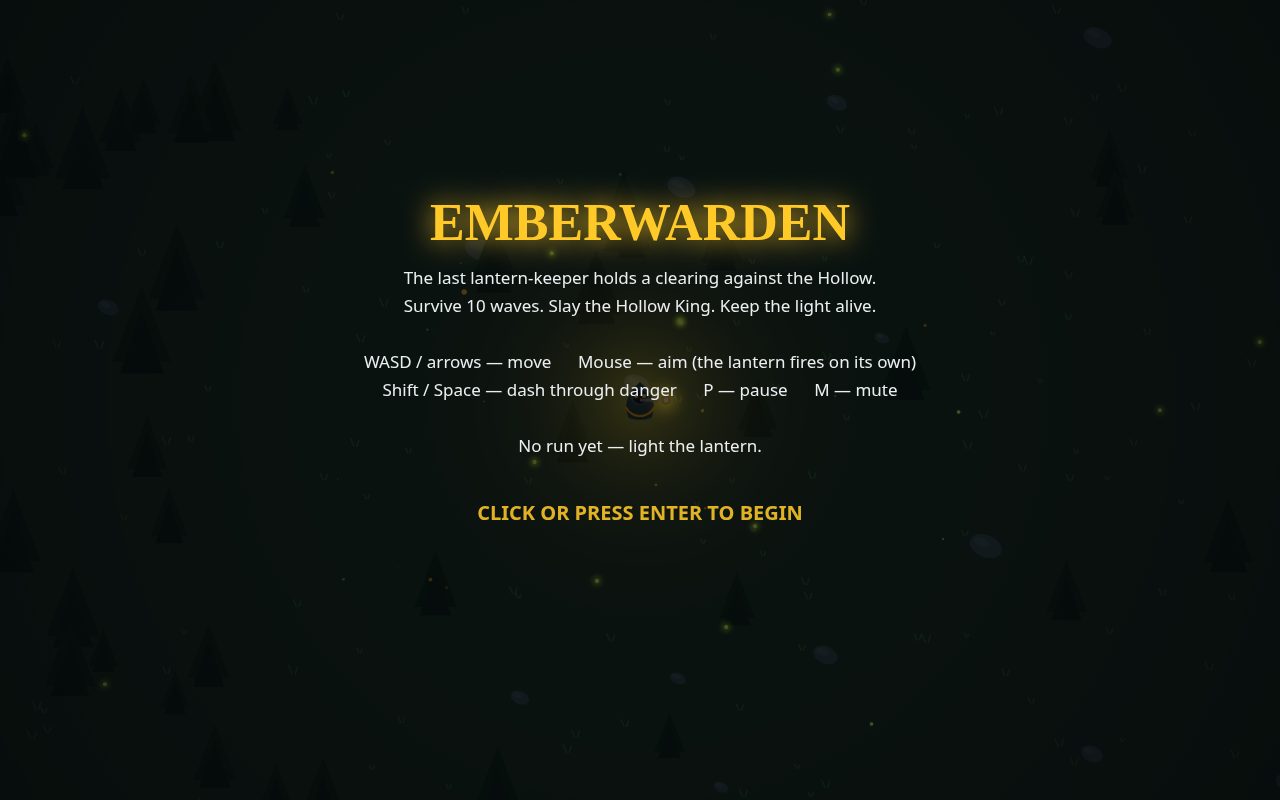 EMBERWARDEN
The last lantern-keeper holds a clearing against the Hollow.
Survive 10 waves. Slay the Hollow King. Keep the light alive.
WASD / arrows — move Mouse — aim (the lantern fires on its own)
Shift / Space — dash through danger P — pause M — mute
No run yet — light the lantern.
CLICK OR PRESS ENTER TO BEGIN